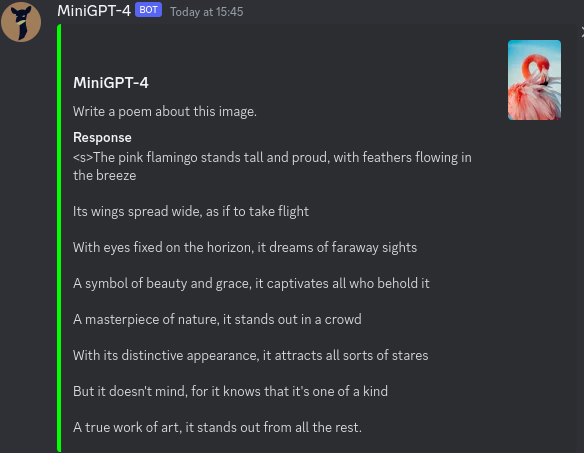 MiniGPT-4 BOT Today at 15:45
MiniGPT-4
Write a poem about this image.
Response
<s>The pink flamingo stands tall and proud, with feathers flowing in
the breeze
Its wings spread wide, as if to take flight
With eyes fixed on the horizon, it dreams of faraway sights
A symbol of beauty and grace, it captivates all who behold it
A masterpiece of nature, it stands out in a crowd
With its distinctive appearance, it attracts all sorts of stares
But it doesn't mind, for it knows that it's one of a kind
A true work of art, it stands out from all the rest.